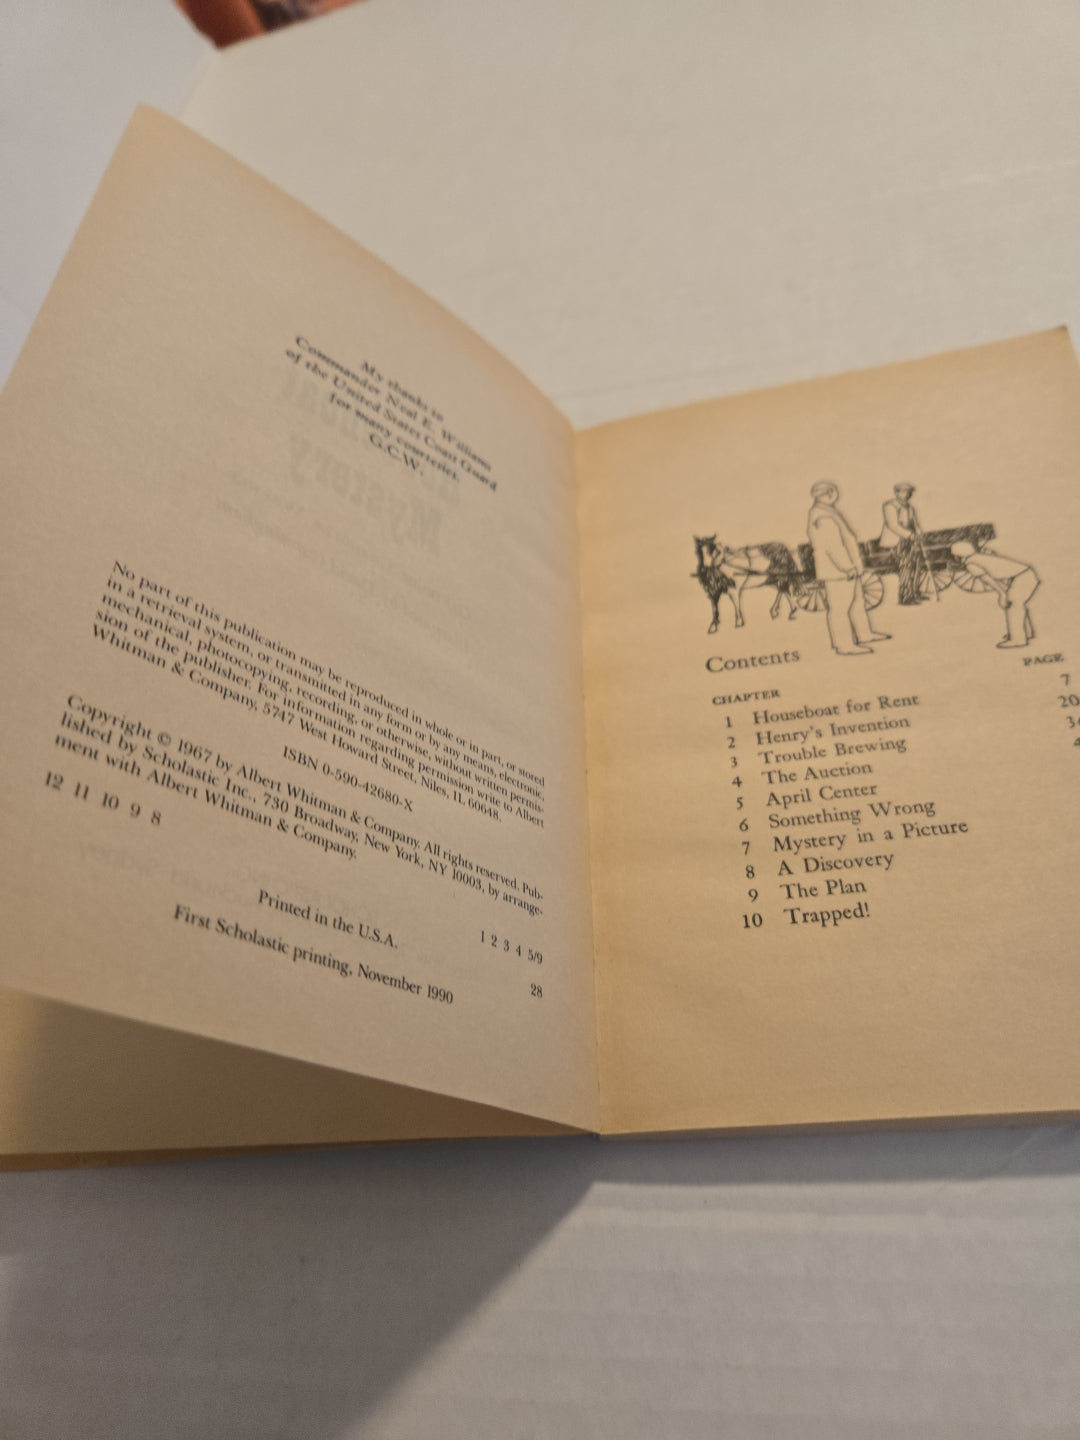 My thanks to
Commander Neal E. Williams
of the United States Coast Guard
for many courtesies.
G.C.W.
No part of this publication may be reproduced in whole or in part, or stored
in a retrieval system, or transmitted in any form or by any means, electronic,
mechanical, photocopying, recording, or otherwise, without written permis-
sion of the publisher. For information regarding permission write to Albert
Whitman & Company, 5747 West Howard Street, Niles, IL 60648.
ISBN 0-590-42680-X
Copyright © 1967 by Albert Whitman & Company. All rights reserved. Pub-
lished by Scholastic Inc., 730 Broadway, New York, NY 10003, by arrange-
ment with Albert Whitman & Company.
12 11 10 9 8
1 2 3 4 5/9
Printed in the U.S.A.
28
First Scholastic printing, November 1990
Contents
CHAPTER PAGE
1 Houseboat for Rent 7
2 Henry's Invention 20
3 Trouble Brewing
4 The Auction
5 April Center
6 Something Wrong
7 Mystery in a Picture
8 A Discovery
9 The Plan
10 Trapped!